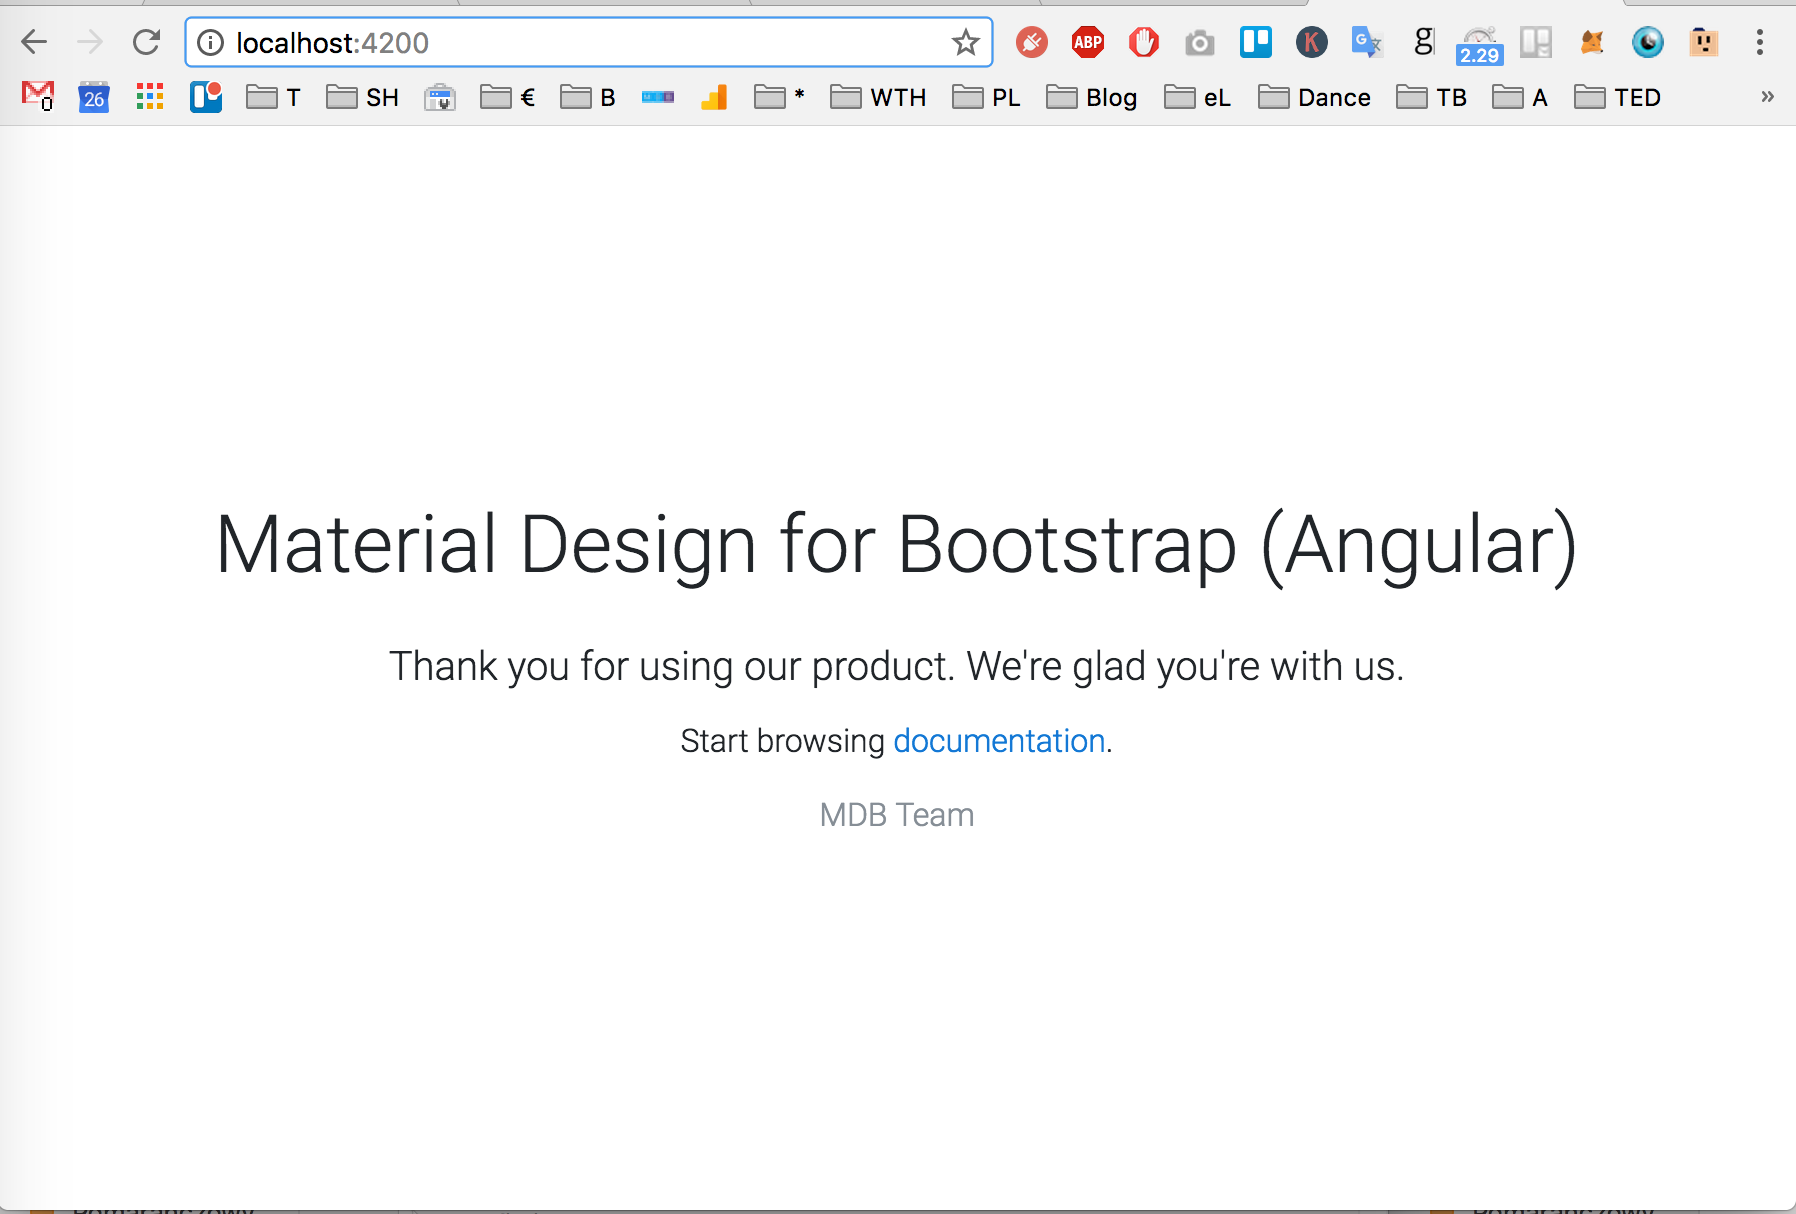 localhost:4200
ABP K G g 2.29
0 26 T SH € B * WTH PL Blog eL Dance TB A TED »
Material Design for Bootstrap (Angular)
Thank you for using our product. We're glad you're with us.
Start browsing documentation.
MDB Team